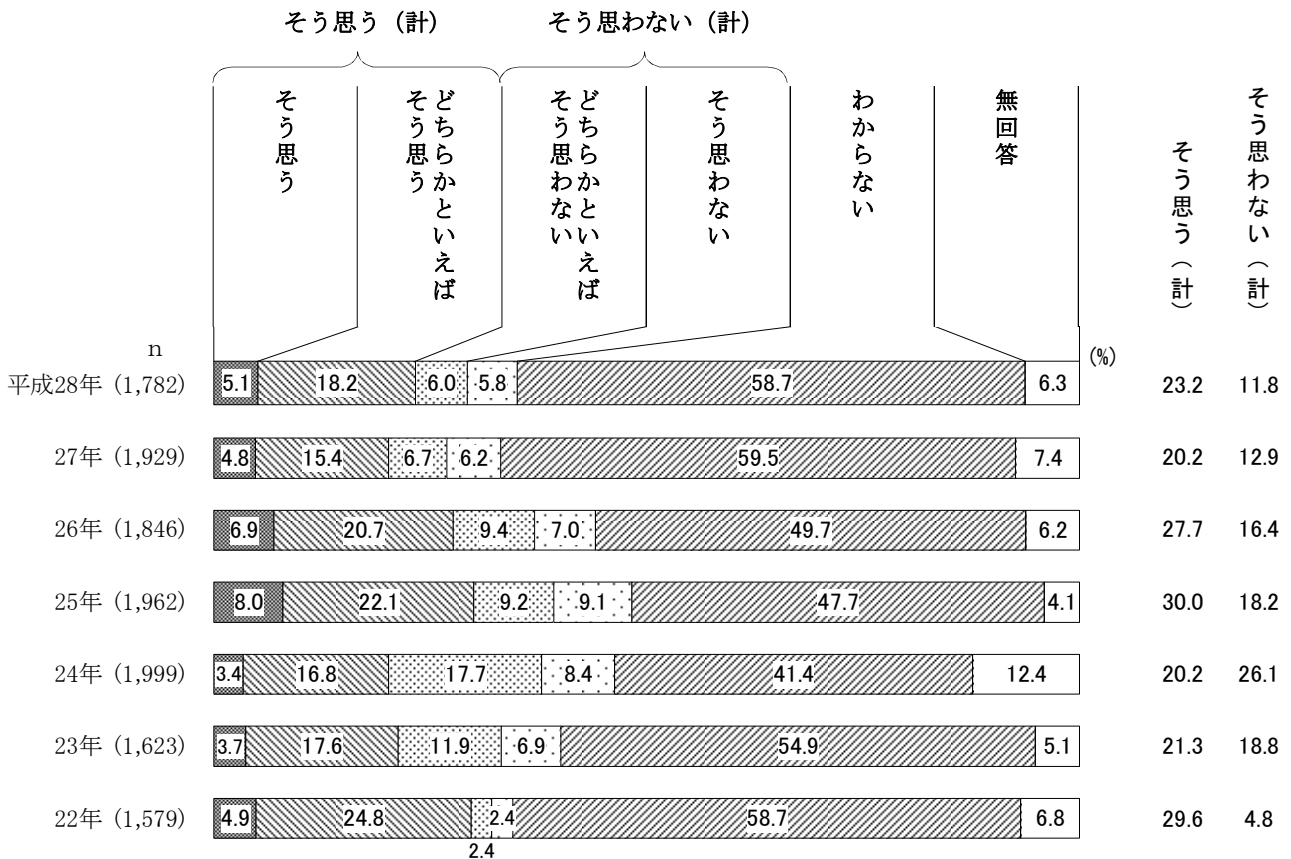 そう思う（計） そう思わない（計）
そう思う
どちらかといえば
そう思う
どちらかといえば
そう思わない
そう思わない
わからない
無回答
そう思う（計）
そう思わない（計）
n
(%)
平成28年 (1,782) 5.1 18.2 6.0 5.8 58.7 6.3 23.2 11.8
27年 (1,929) 4.8 15.4 6.7 6.2 59.5 7.4 20.2 12.9
26年 (1,846) 6.9 20.7 9.4 7.0 49.7 6.2 27.7 16.4
25年 (1,962) 8.0 22.1 9.2 9.1 47.7 4.1 30.0 18.2
24年 (1,999) 3.4 16.8 17.7 8.4 41.4 12.4 20.2 26.1
23年 (1,623) 3.7 17.6 11.9 6.9 54.9 5.1 21.3 18.8
22年 (1,579) 4.9 24.8 2.4 58.7 6.8 29.6 4.8
2.4